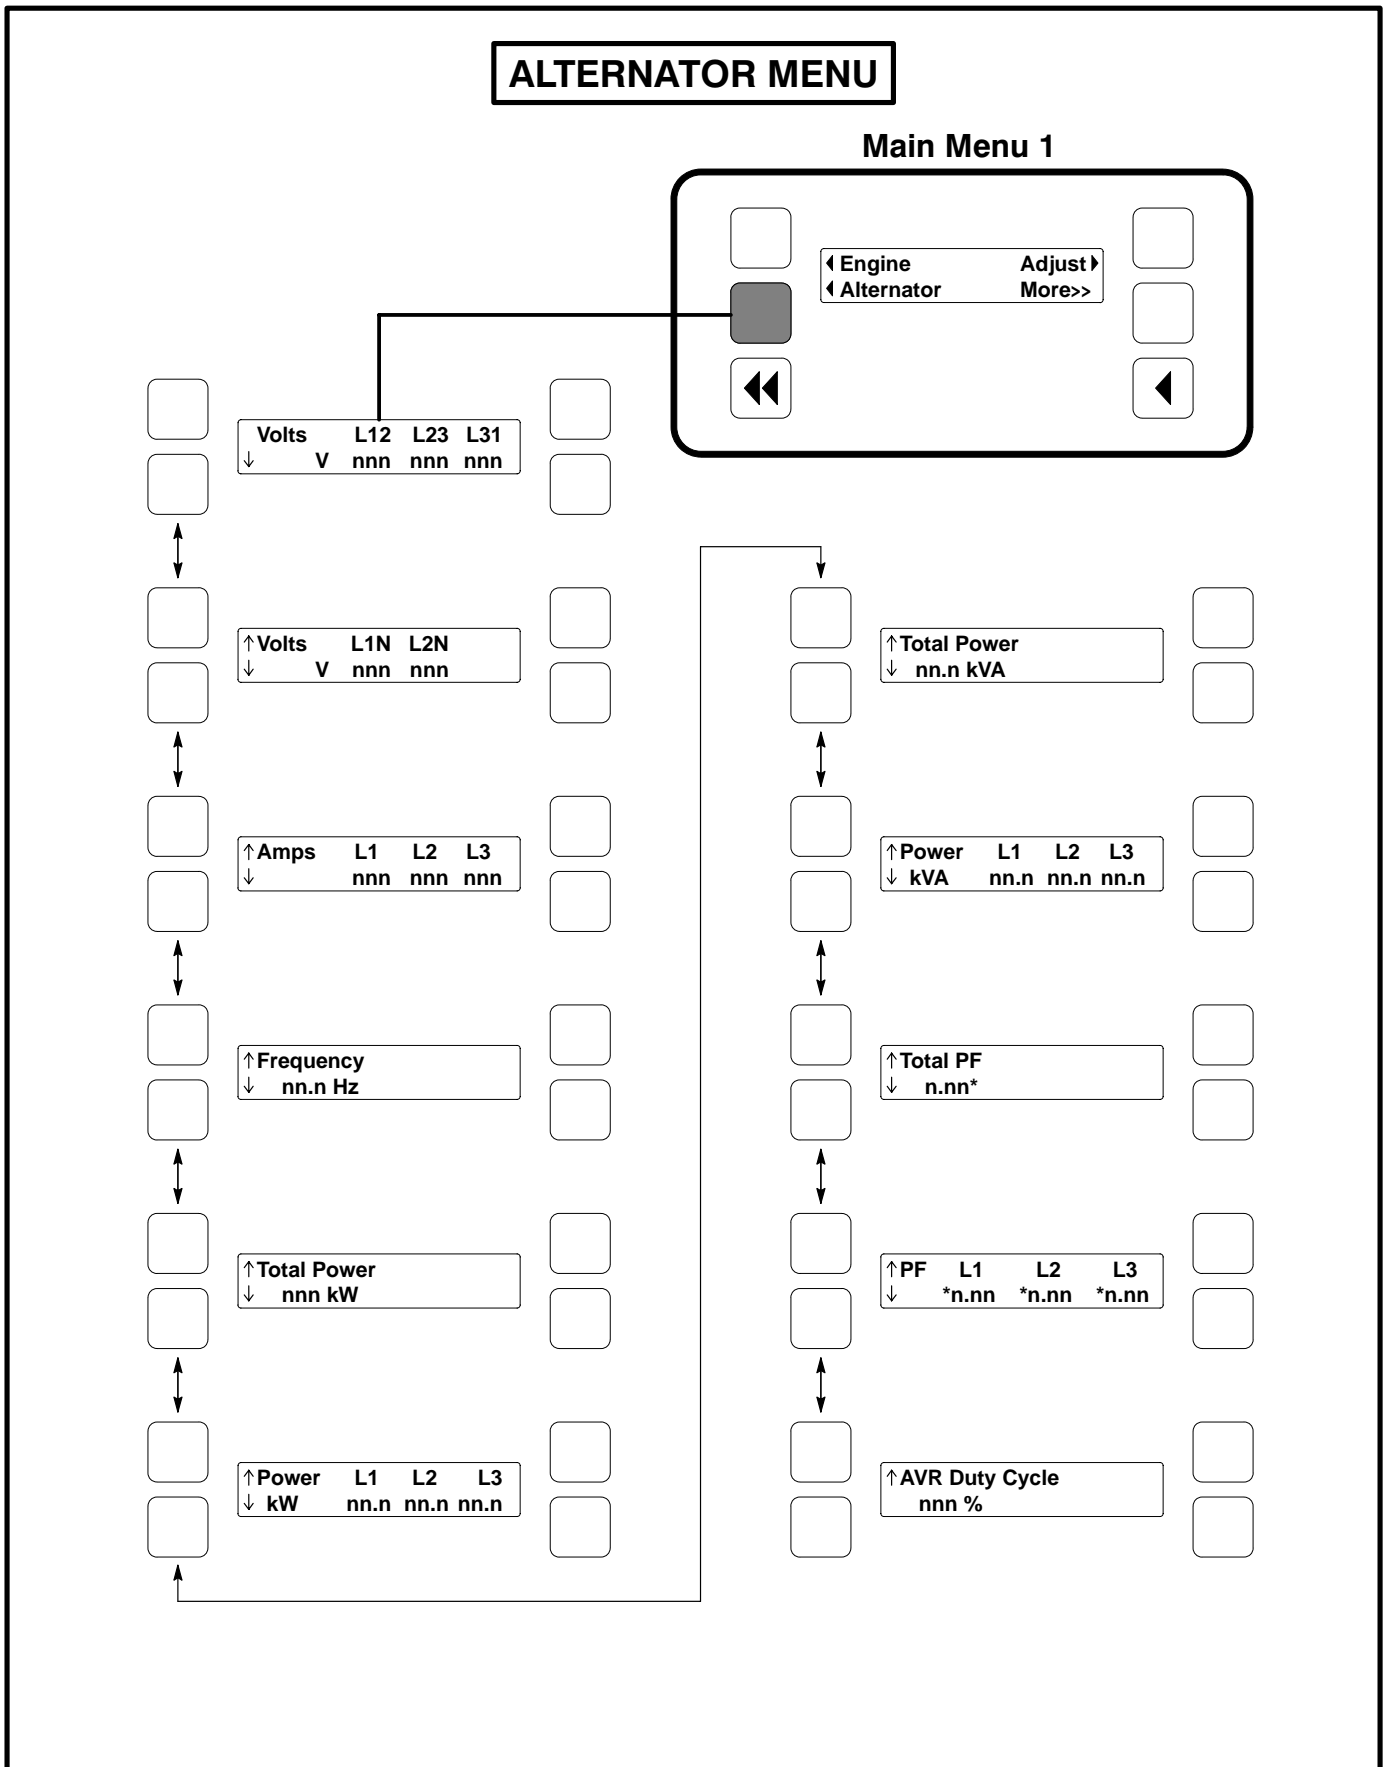 ALTERNATOR MENU
Main Menu 1
Engine Adjust
Alternator More>>
Volts L12 L23 L31
↓ V nnn nnn nnn
↑Volts L1N L2N
↓ V nnn nnn
↑Amps L1 L2 L3
↓ nnn nnn nnn
↑Frequency
↓ nn.n Hz
↑Total Power
↓ nnn kW
↑Power L1 L2 L3
↓ kW nn.n nn.n nn.n
↑Total Power
↓ nn.n kVA
↑Power L1 L2 L3
↓ kVA nn.n nn.n nn.n
↑Total PF
↓ n.nn*
↑PF L1 L2 L3
↓ *n.nn *n.nn *n.nn
↑AVR Duty Cycle
nnn %